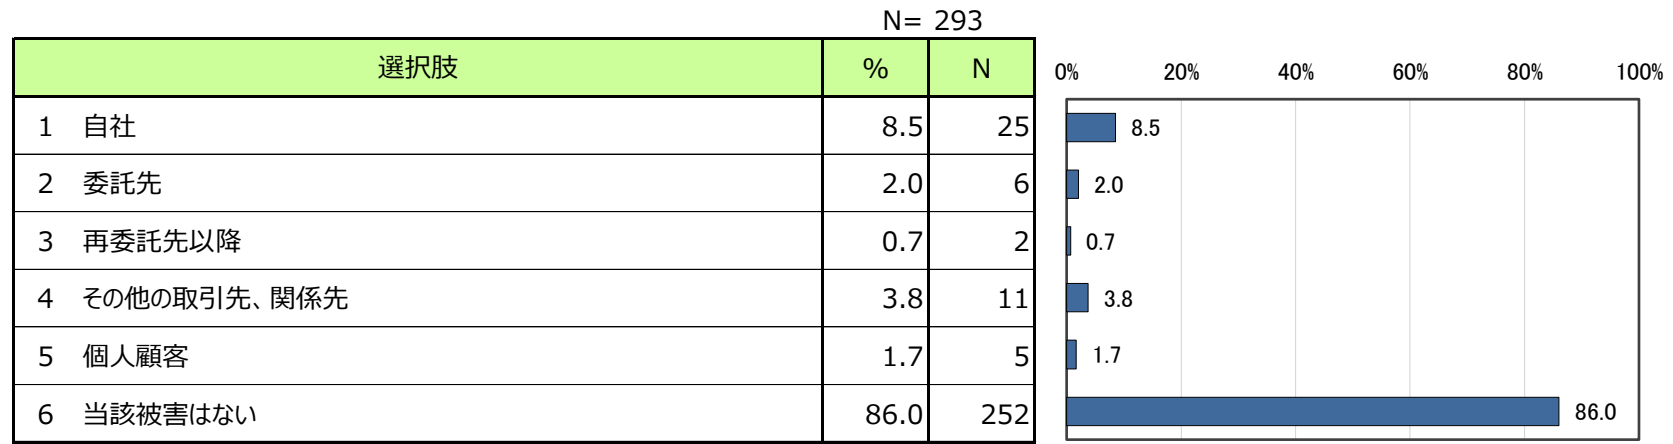 N= 293
選択肢 % N
0% 20% 40% 60% 80% 100%
1 自社 8.5 25 8.5
2 委託先 2.0 6 2.0
3 再委託先以降 0.7 2 0.7
4 その他の取引先、関係先 3.8 11 3.8
5 個人顧客 1.7 5 1.7
6 当該被害はない 86.0 252 86.0